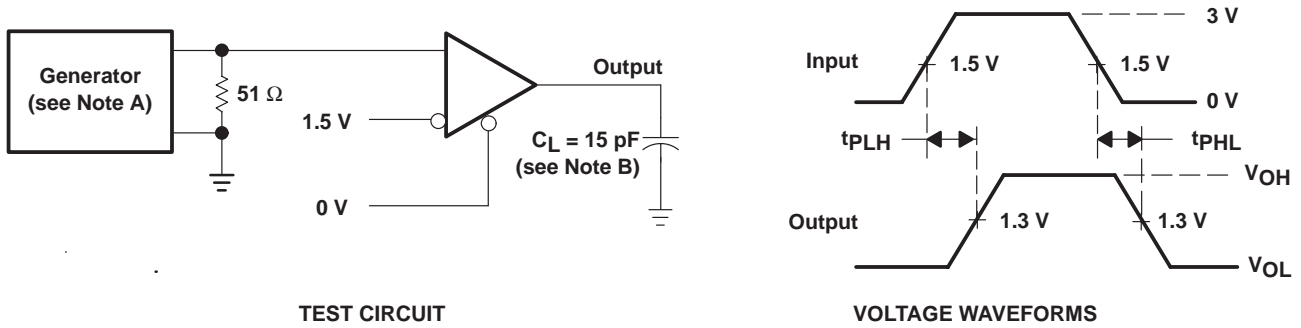 Generator
(see Note A)
51 Ω
1.5 V
0 V
Output
CL = 15 pF
(see Note B)
TEST CIRCUIT
3 V
Input
1.5 V
1.5 V
0 V
tPLH
tPHL
VOH
Output
1.3 V
1.3 V
VOL
VOLTAGE WAVEFORMS